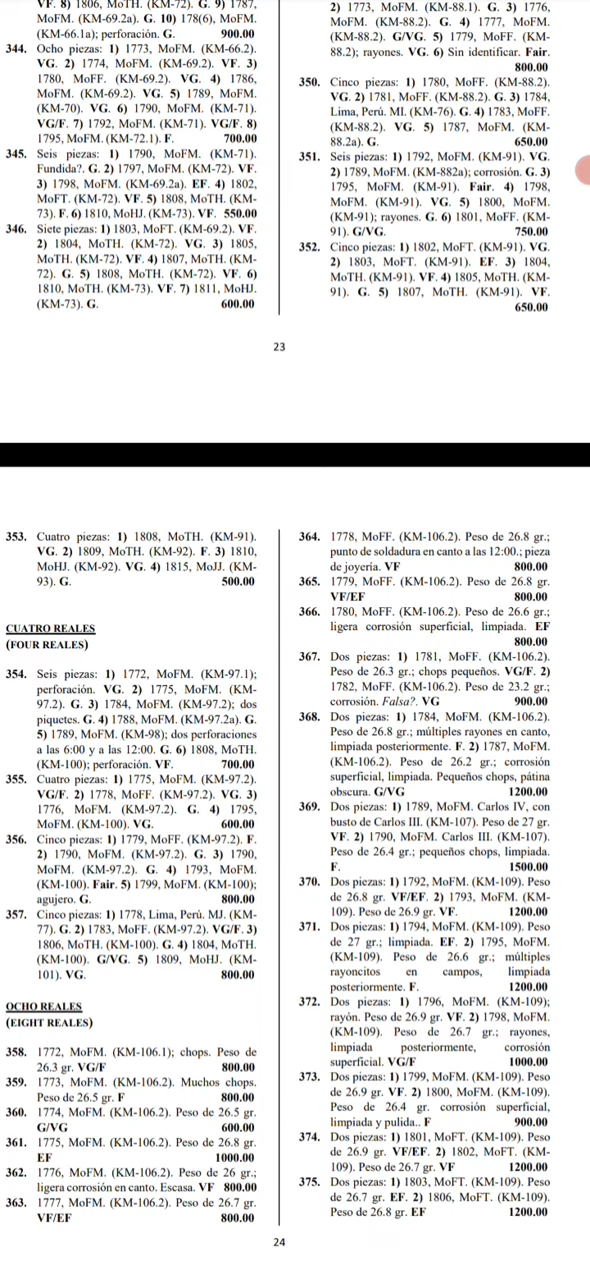 VF. 8) 1806, MoTH. (KM-72). G. 9) 1787,
MoFM. (KM-69.2a). G. 10) 178(6), MoFM.
(KM-66.1a); perforación. G. 900.00
344. Ocho piezas: 1) 1773, MoFM. (KM-66.2).
VG. 2) 1774, MoFM. (KM-69.2). VF. 3)
1780, MoFF. (KM-69.2). VG. 4) 1786,
MoFM. (KM-69.2). VG. 5) 1789, MoFM.
(KM-70). VG. 6) 1790, MoFM. (KM-71).
VG/F. 7) 1792, MoFM. (KM-71). VG/F. 8)
1795, MoFM. (KM-72.1). F. 700.00
345. Seis piezas: 1) 1790, MoFM. (KM-71).
Fundida?. G. 2) 1797, MoFM. (KM-72). VF.
3) 1798, MoFM. (KM-69.2a). EF. 4) 1802,
MoFT. (KM-72). VF. 5) 1808, MoTH. (KM-
73). F. 6) 1810, MoHJ. (KM-73). VF. 550.00
346. Siete piezas: 1) 1803, MoFT. (KM-69.2). VF.
2) 1804, MoTH. (KM-72). VG. 3) 1805,
MoTH. (KM-72). VF. 4) 1807, MoTH. (KM-
72). G. 5) 1808, MoTH. (KM-72). VF. 6)
1810, MoTH. (KM-73). VF. 7) 1811, MoHJ.
(KM-73). G. 600.00
2) 1773, MoFM. (KM-88.1). G. 3) 1776,
MoFM. (KM-88.2). G. 4) 1777, MoFM.
(KM-88.2). G/VG. 5) 1779, MoFF. (KM-
88.2); rayones. VG. 6) Sin identificar. Fair.
800.00
350. Cinco piezas: 1) 1780, MoFF. (KM-88.2).
VG. 2) 1781, MoFF. (KM-88.2). G. 3) 1784,
Lima, Perú. MI. (KM-76). G. 4) 1783, MoFF.
(KM-88.2). VG. 5) 1787, MoFM. (KM-
88.2a). G. 650.00
351. Seis piezas: 1) 1792, MoFM. (KM-91). VG.
2) 1789, MoFM. (KM-882a); corrosión. G. 3)
1795, MoFM. (KM-91). Fair. 4) 1798,
MoFM. (KM-91). VG. 5) 1800, MoFM.
(KM-91); rayones. G. 6) 1801, MoFF. (KM-
91). G/VG. 750.00
352. Cinco piezas: 1) 1802, MoFT. (KM-91). VG.
2) 1803, MoFT. (KM-91). EF. 3) 1804,
MoTH. (KM-91). VF. 4) 1805, MoTH. (KM-
91). G. 5) 1807, MoTH. (KM-91). VF.
650.00
23
353. Cuatro piezas: 1) 1808, MoTH. (KM-91).
VG. 2) 1809, MoTH. (KM-92). F. 3) 1810,
MoHJ. (KM-92). VG. 4) 1815, MoJJ. (KM-
93). G. 500.00
CUATRO REALES
(FOUR REALES)
354. Seis piezas: 1) 1772, MoFM. (KM-97.1);
perforación. VG. 2) 1775, MoFM. (KM-
97.2). G. 3) 1784, MoFM. (KM-97.2); dos
piquetes. G. 4) 1788, MoFM. (KM-97.2a). G.
5) 1789, MoFM. (KM-98); dos perforaciones
a las 6:00 y a las 12:00. G. 6) 1808, MoTH.
(KM-100); perforación. VF. 700.00
355. Cuatro piezas: 1) 1775, MoFM. (KM-97.2).
VG/F. 2) 1778, MoFF. (KM-97.2). VG. 3)
1776, MoFM. (KM-97.2). G. 4) 1795,
MoFM. (KM-100). VG. 600.00
356. Cinco piezas: 1) 1779, MoFF. (KM-97.2). F.
2) 1790, MoFM. (KM-97.2). G. 3) 1790,
MoFM. (KM-97.2). G. 4) 1793, MoFM.
(KM-100). Fair. 5) 1799, MoFM. (KM-100);
agujero. G. 800.00
357. Cinco piezas: 1) 1778, Lima, Perú. MJ. (KM-
77). G. 2) 1783, MoFF. (KM-97.2). VG/F. 3)
1806, MoTH. (KM-100). G. 4) 1804, MoTH.
(KM-100). G/VG. 5) 1809, MoHJ. (KM-
101). VG. 800.00
OCHO REALES
(EIGHT REALES)
358. 1772, MoFM. (KM-106.1); chops. Peso de
26.3 gr. VG/F 800.00
359. 1773, MoFM. (KM-106.2). Muchos chops.
Peso de 26.5 gr. F 800.00
360. 1774, MoFM. (KM-106.2). Peso de 26.5 gr.
G/VG 600.00
361. 1775, MoFM. (KM-106.2). Peso de 26.8 gr.
EF 1000.00
362. 1776, MoFM. (KM-106.2). Peso de 26 gr.;
ligera corrosión en canto. Escasa. VF 800.00
363. 1777, MoFM. (KM-106.2). Peso de 26.7 gr.
VF/EF 800.00
364. 1778, MoFF. (KM-106.2). Peso de 26.8 gr.;
punto de soldadura en canto a las 12:00.; pieza
de joyería. VF 800.00
365. 1779, MoFF. (KM-106.2). Peso de 26.8 gr.
VF/EF 800.00
366. 1780, MoFF. (KM-106.2). Peso de 26.6 gr.;
ligera corrosión superficial, limpiada. EF
800.00
367. Dos piezas: 1) 1781, MoFF. (KM-106.2).
Peso de 26.3 gr.; chops pequeños. VG/F. 2)
1782, MoFF. (KM-106.2). Peso de 23.2 gr.;
corrosión. Falsa?. VG 900.00
368. Dos piezas: 1) 1784, MoFM. (KM-106.2).
Peso de 26.8 gr.; múltiples rayones en canto,
limpiada posteriormente. F. 2) 1787, MoFM.
(KM-106.2). Peso de 26.2 gr.; corrosión
superficial, limpiada. Pequeños chops, pátina
obscura. G/VG 1200.00
369. Dos piezas: 1) 1789, MoFM. Carlos IV, con
busto de Carlos III. (KM-107). Peso de 27 gr.
VF. 2) 1790, MoFM. Carlos III. (KM-107).
Peso de 26.4 gr.; pequeños chops, limpiada.
F. 1500.00
370. Dos piezas: 1) 1792, MoFM. (KM-109). Peso
de 26.8 gr. VF/EF. 2) 1793, MoFM. (KM-
109). Peso de 26.9 gr. VF. 1200.00
371. Dos piezas: 1) 1794, MoFM. (KM-109). Peso
de 27 gr.; limpiada. EF. 2) 1795, MoFM.
(KM-109). Peso de 26.6 gr.; múltiples
rayoncitos en campos, limpiada
posteriormente. F. 1200.00
372. Dos piezas: 1) 1796, MoFM. (KM-109);
rayón. Peso de 26.9 gr. VF. 2) 1798, MoFM.
(KM-109). Peso de 26.7 gr.; rayones,
limpiada posteriormente, corrosión
superficial. VG/F 1000.00
373. Dos piezas: 1) 1799, MoFM. (KM-109). Peso
de 26.9 gr. VF. 2) 1800, MoFM. (KM-109).
Peso de 26.4 gr. corrosión superficial,
limpiada y pulida.. F 900.00
374. Dos piezas: 1) 1801, MoFT. (KM-109). Peso
de 26.9 gr. VF/EF. 2) 1802, MoFT. (KM-
109). Peso de 26.7 gr. VF 1200.00
375. Dos piezas: 1) 1803, MoFT. (KM-109). Peso
de 26.7 gr. EF. 2) 1806, MoFT. (KM-109).
Peso de 26.8 gr. EF 1200.00
24